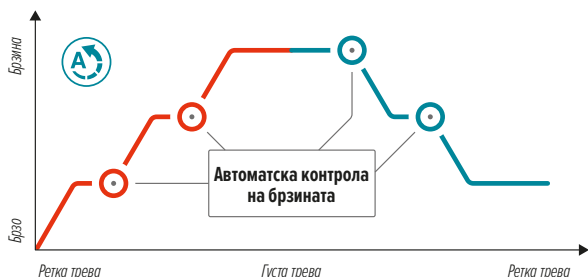 Брзина
A
Автоматска контрола
на брзината
Брзо
Ретка трева
Густа трева
Ретка трева